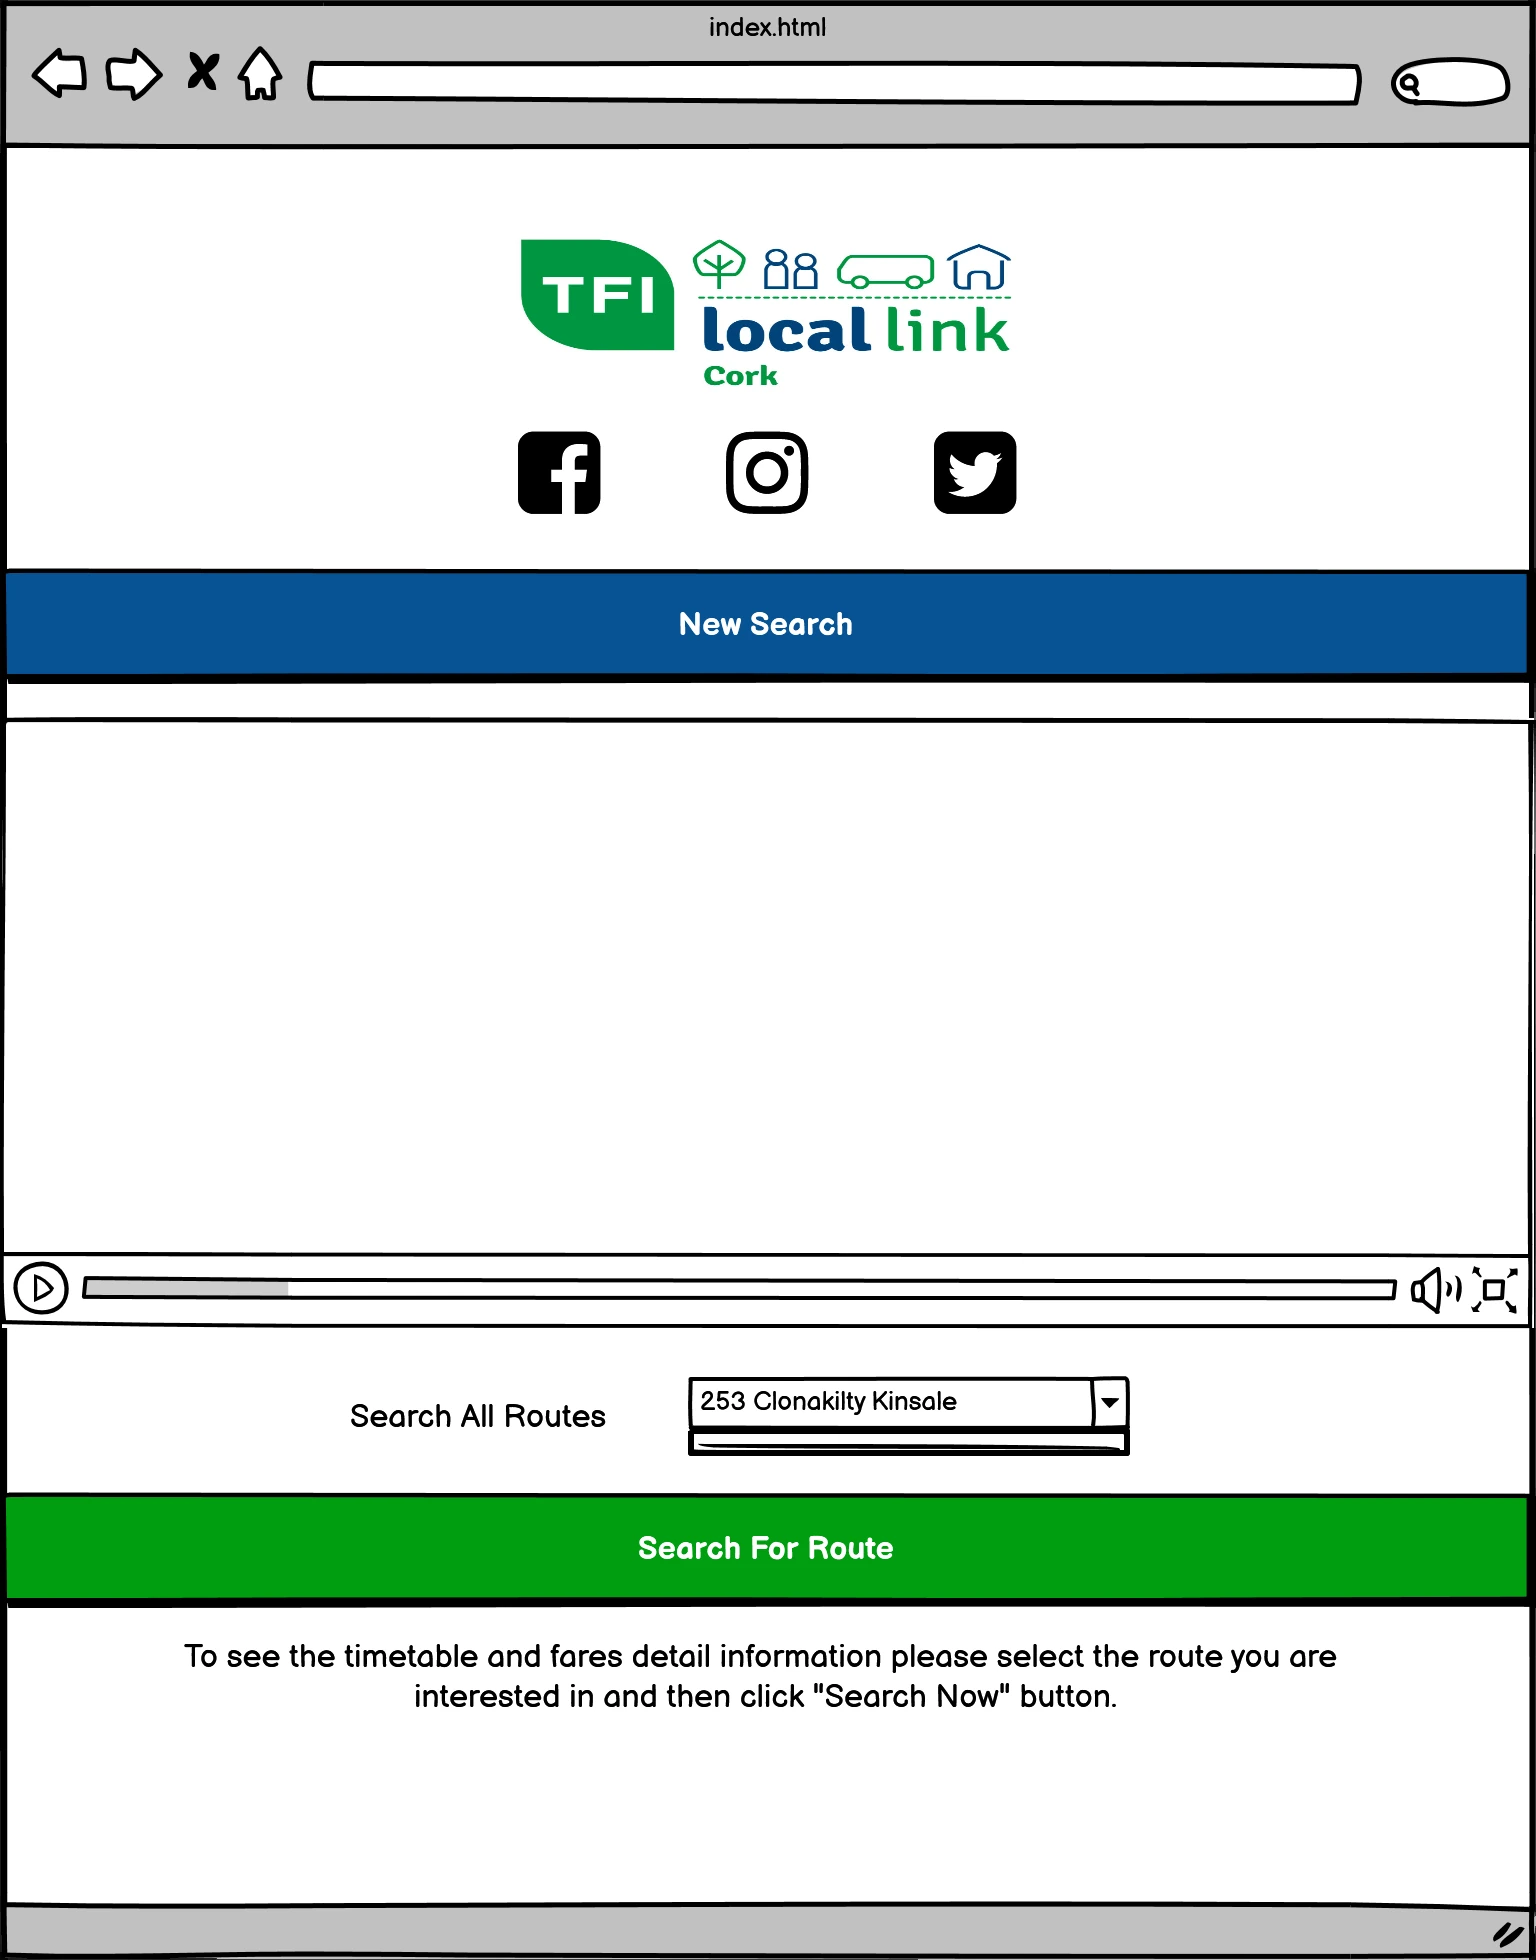 index.html
TFI
local link
Cork
New Search
Search All Routes
253 Clonakilty Kinsale
Search For Route
To see the timetable and fares detail information please select the route you are
interested in and then click "Search Now" button.